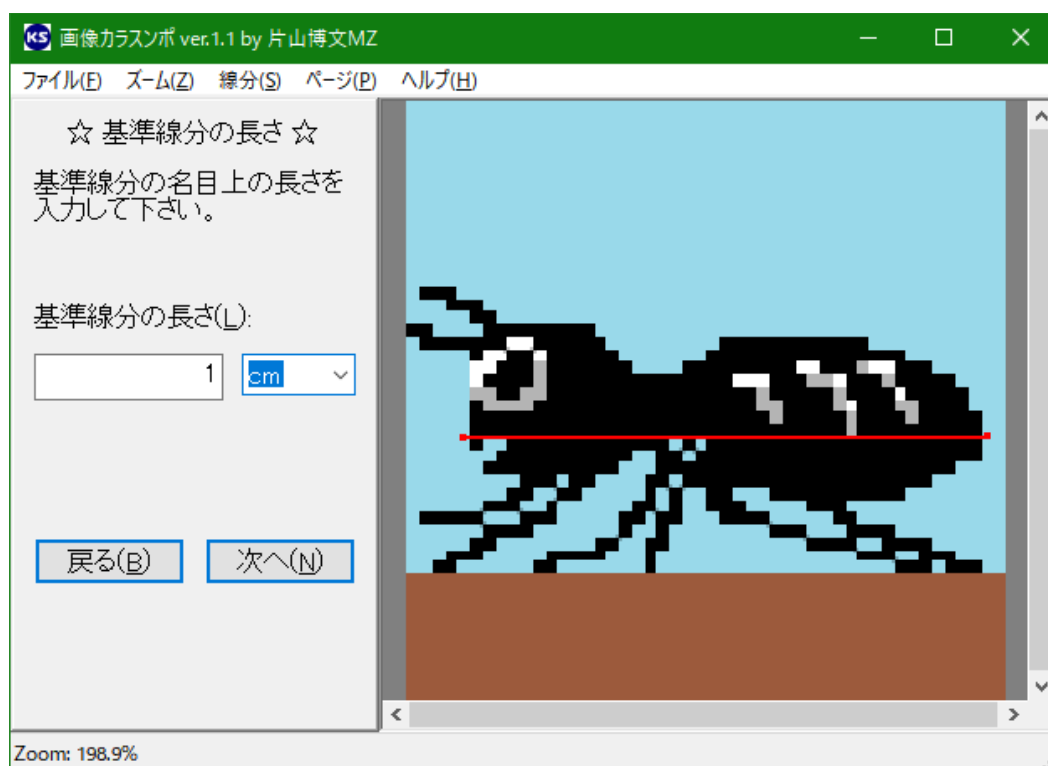 KS 画像カラスンポ ver.1.1 by 片山博文MZ
ファイル(F) ズーム(Z) 線分(S) ページ(P) ヘルプ(H)
☆ 基準線分の長さ ☆
基準線分の名目上の長さを
入力して下さい。
基準線分の長さ(L):
1 cm
戻る(B) 次へ(N)
Zoom: 198.9%